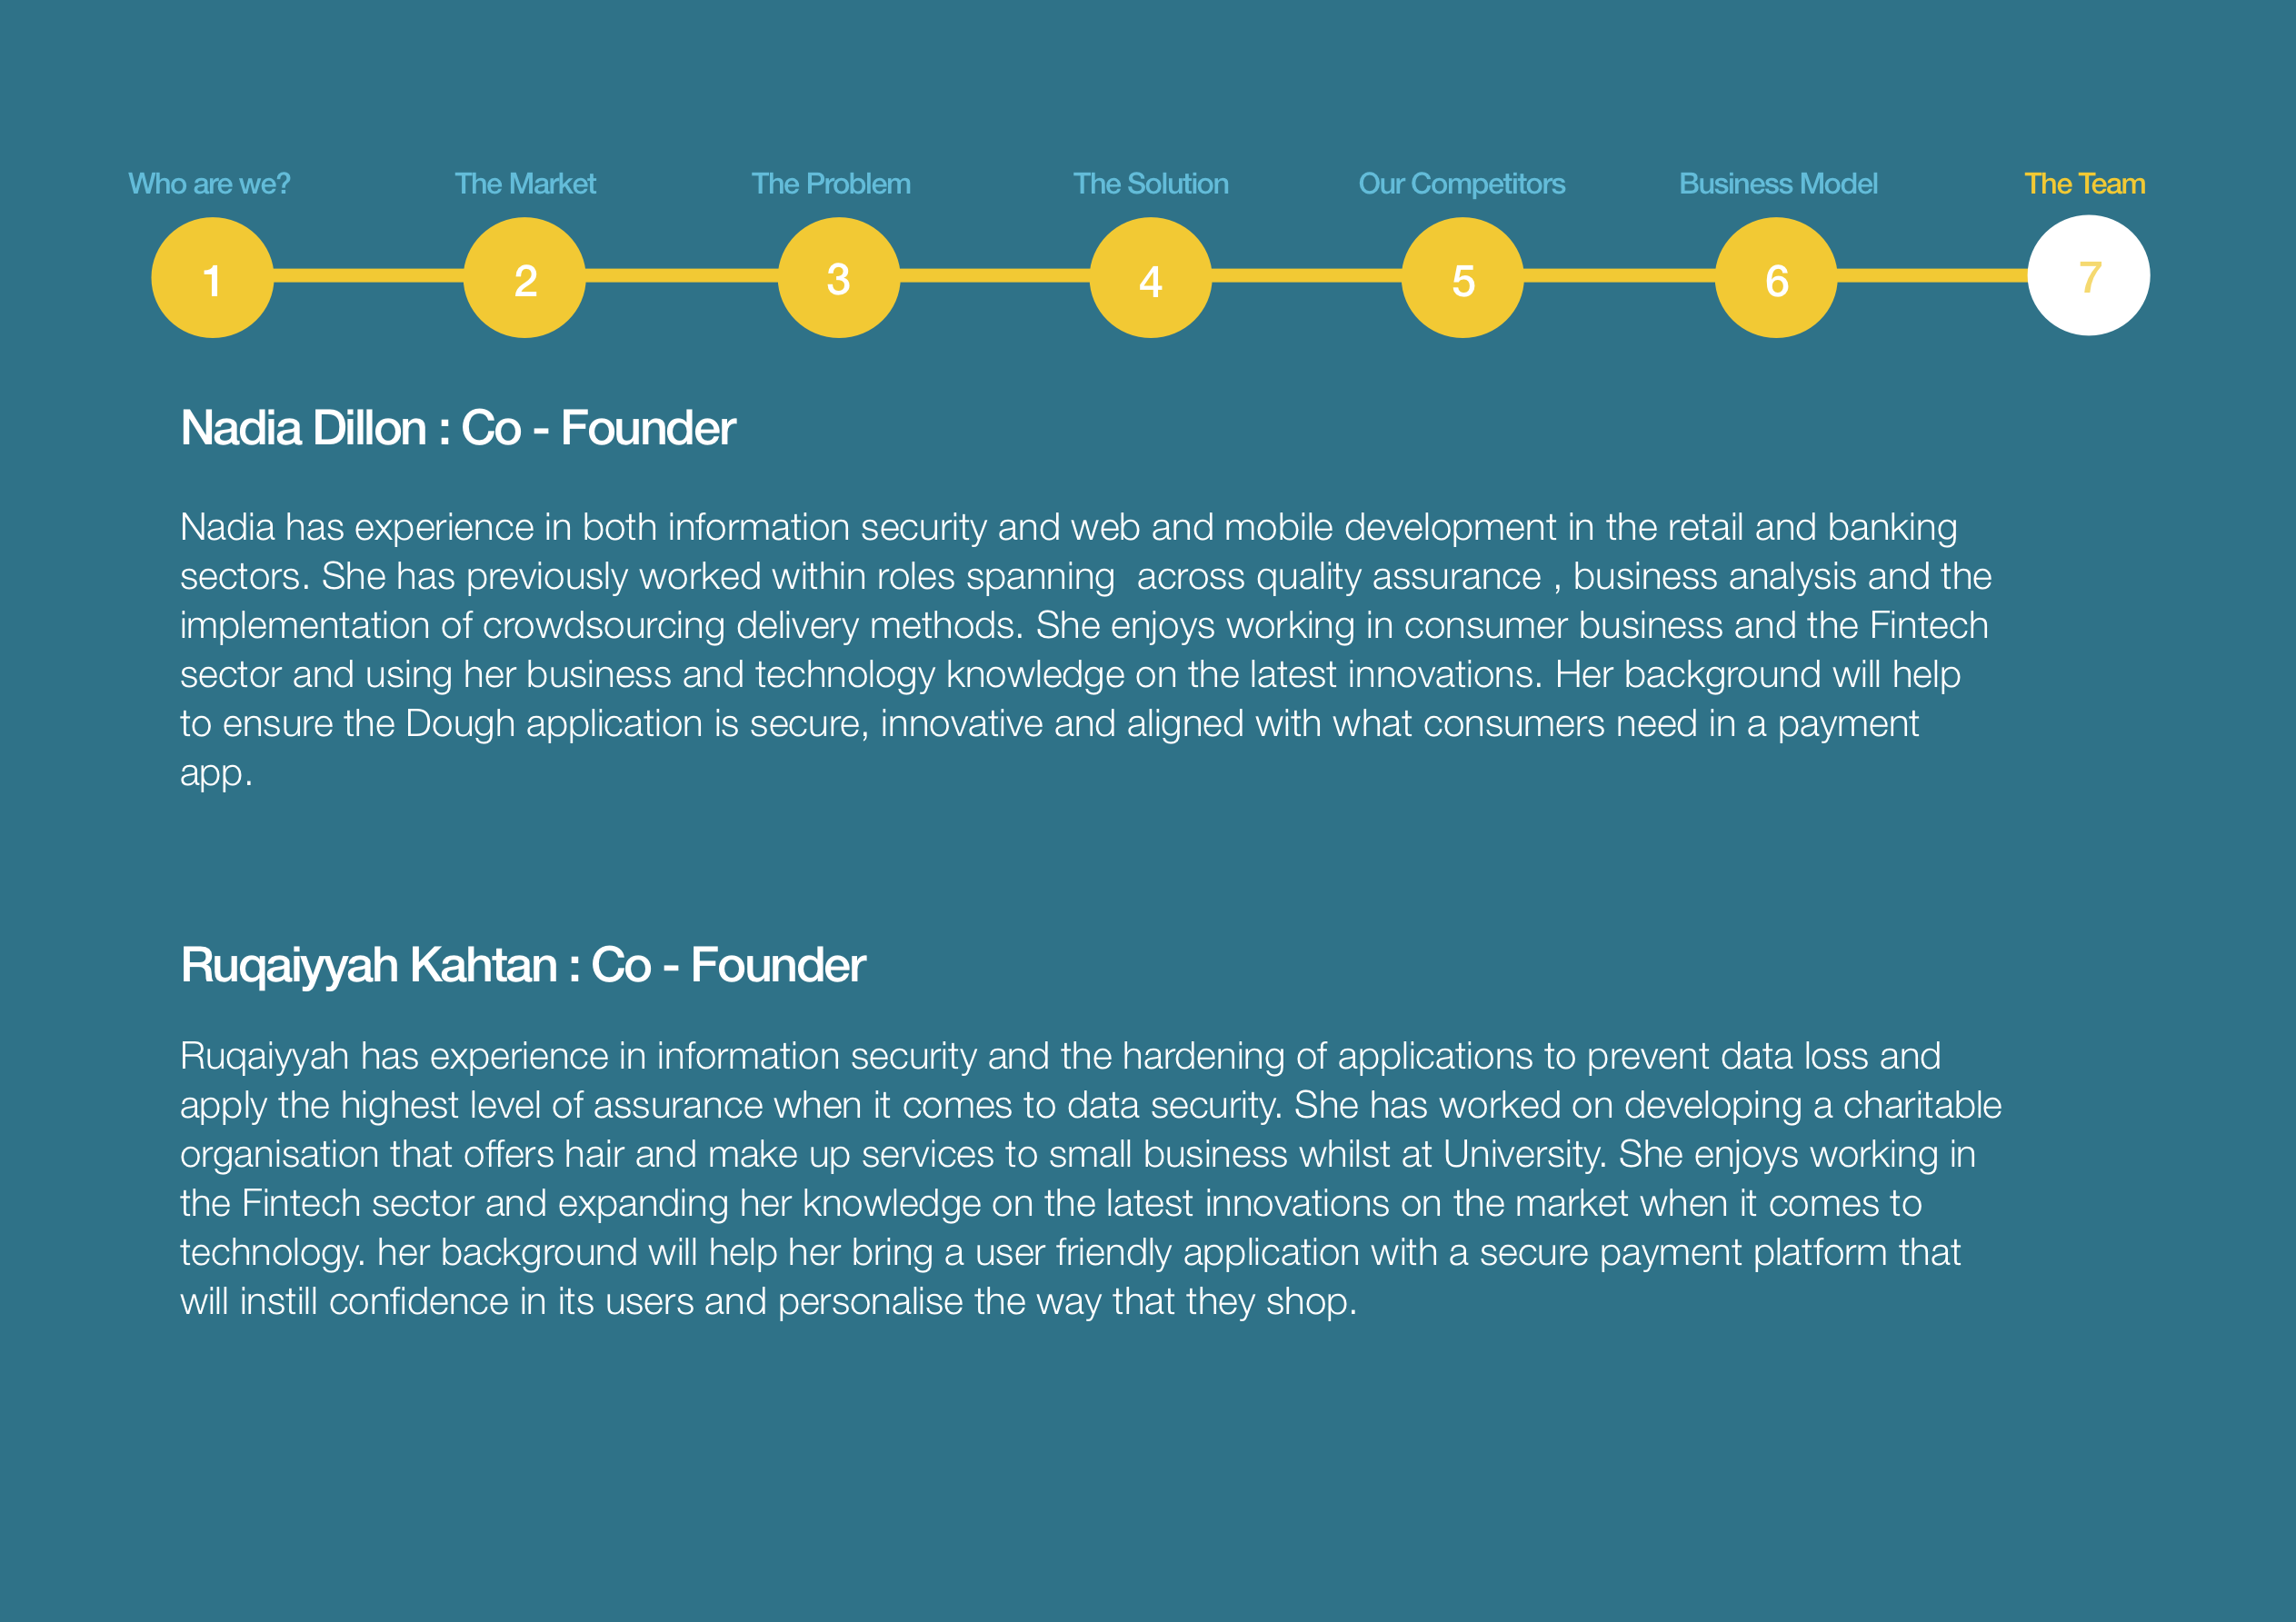 Who are we? The Market The Problem The Solution Our Competitors Business Model The Team
1 2 3 4 5 6 7
Nadia Dillon : Co - Founder
Nadia has experience in both information security and web and mobile development in the retail and banking
sectors. She has previously worked within roles spanning  across quality assurance , business analysis and the
implementation of crowdsourcing delivery methods. She enjoys working in consumer business and the Fintech
sector and using her business and technology knowledge on the latest innovations. Her background will help
to ensure the Dough application is secure, innovative and aligned with what consumers need in a payment
app.
Ruqaiyyah Kahtan : Co - Founder
Ruqaiyyah has experience in information security and the hardening of applications to prevent data loss and
apply the highest level of assurance when it comes to data security. She has worked on developing a charitable
organisation that offers hair and make up services to small business whilst at University. She enjoys working in
the Fintech sector and expanding her knowledge on the latest innovations on the market when it comes to
technology. her background will help her bring a user friendly application with a secure payment platform that
will instill confidence in its users and personalise the way that they shop.